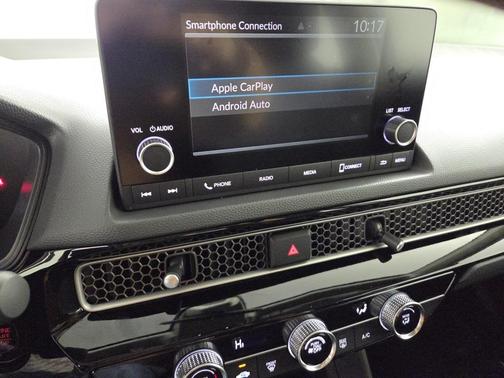 Smartphone Connection 10:17
Apple CarPlay
Android Auto
VOL AUDIO
LIST SELECT
PHONE RADIO MEDIA CONNECT MENU
A/C